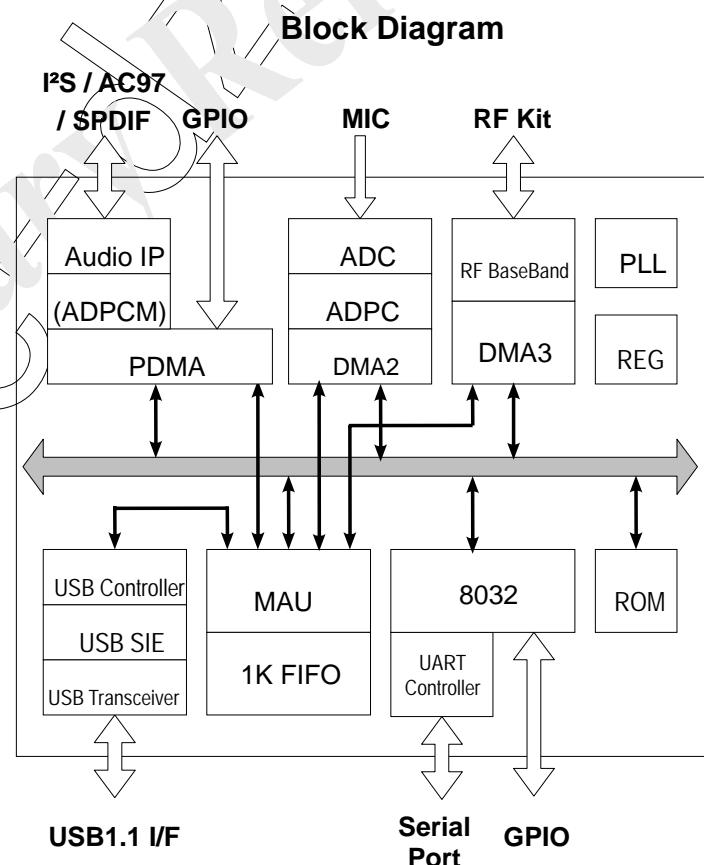 Block Diagram
I²S / AC97
/ SPDIF
GPIO
MIC
RF Kit
Audio IP
(ADPCM)
PDMA
ADC
ADPC
DMA2
RF BaseBand
DMA3
PLL
REG
USB Controller
USB SIE
USB Transceiver
MAU
1K FIFO
8032
UART
Controller
ROM
USB1.1 I/F
Serial
Port
GPIO